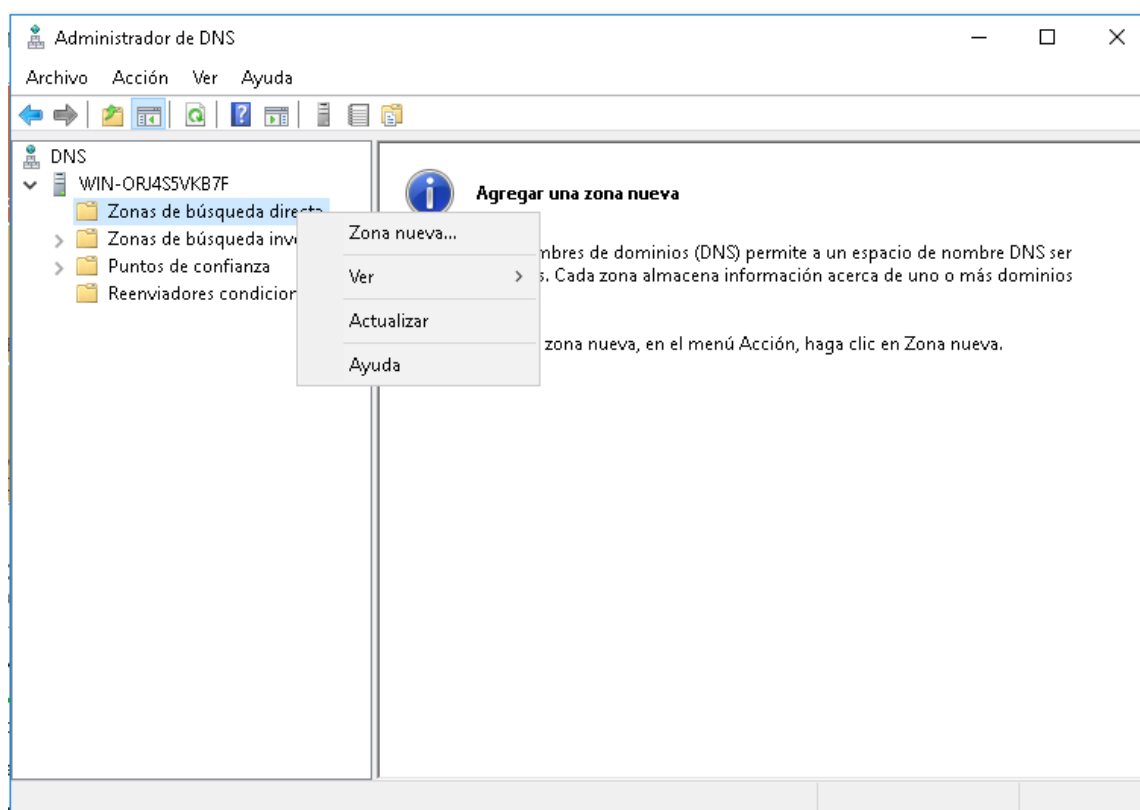 Administrador de DNS
Archivo Acción Ver Ayuda
DNS
WIN-ORJ4S5VKB7F
Zonas de búsqueda directa
Zonas de búsqueda
Puntos de confianza
Reenviadores
Zona nueva...
Ver
Actualizar
Ayuda
Agregar una zona nueva
de dominios (DNS) permite a un espacio de nombre DNS ser
Cada zona almacena información acerca de uno o más dominios
zona nueva, en el menú Acción, haga clic en Zona nueva.